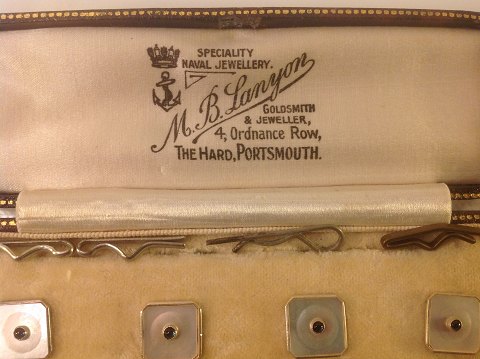 SPECIALITY
NAVAL JEWELLERY.
M. B. Lanyon
GOLDSMITH
& JEWELLER,
4, Ordnance Row,
THE HARD, PORTSMOUTH.